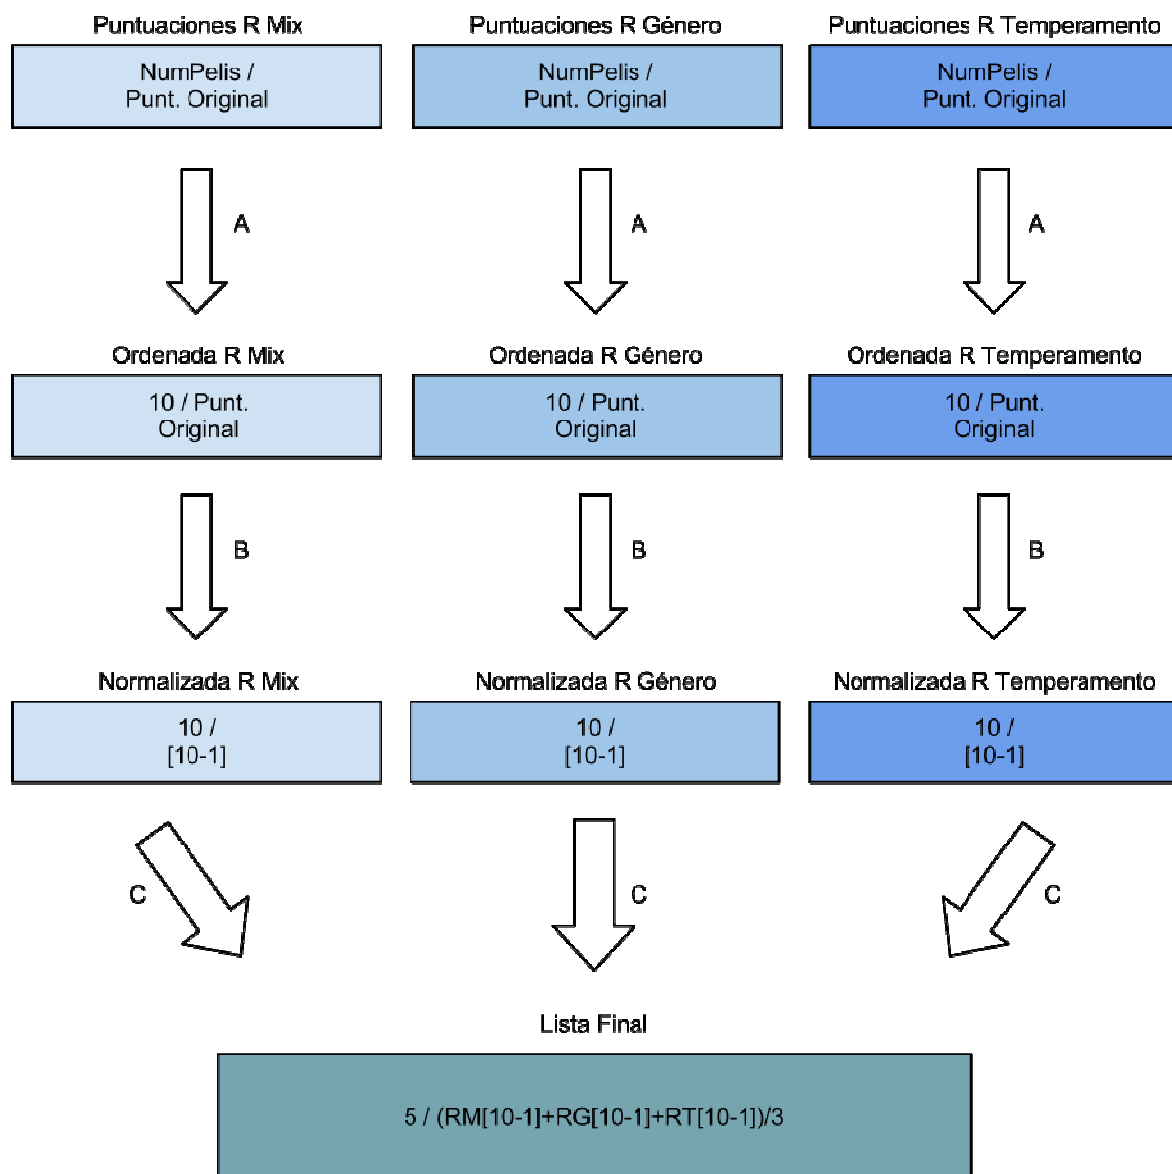 Puntuaciones R Mix
Puntuaciones R Género
Puntuaciones R Temperamento
NumPelis /
Punt. Original
NumPelis /
Punt. Original
NumPelis /
Punt. Original
A
A
A
Ordenada R Mix
Ordenada R Género
Ordenada R Temperamento
10 / Punt.
Original
10 / Punt.
Original
10 / Punt.
Original
B
B
B
Normalizada R Mix
Normalizada R Género
Normalizada R Temperamento
10 /
[10-1]
10 /
[10-1]
10 /
[10-1]
C
C
C
Lista Final
5 / (RM[10-1]+RG[10-1]+RT[10-1])/3